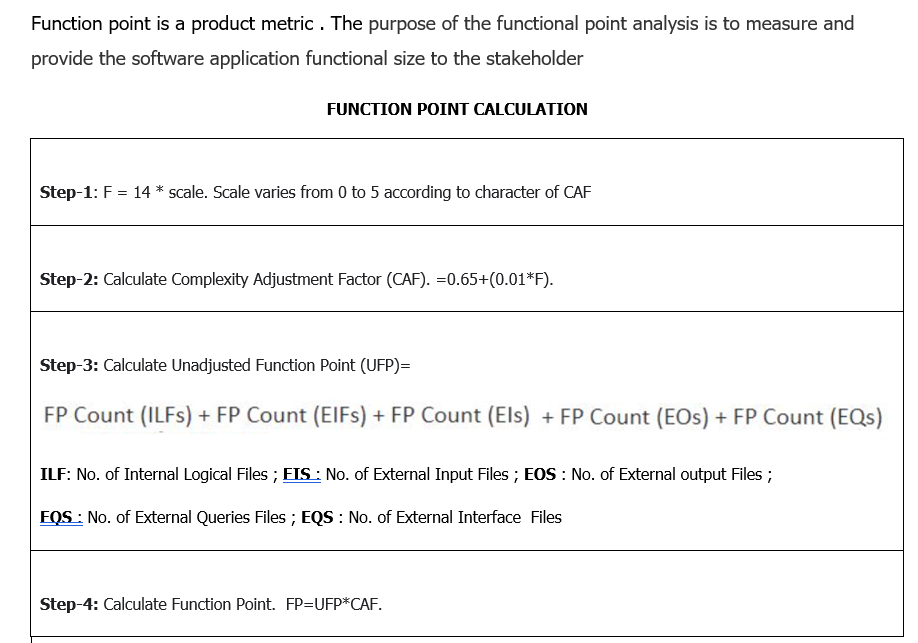 Function point is a product metric . The purpose of the functional point analysis is to measure and
provide the software application functional size to the stakeholder
FUNCTION POINT CALCULATION
Step-1: F = 14 * scale. Scale varies from 0 to 5 according to character of CAF
Step-2: Calculate Complexity Adjustment Factor (CAF). =0.65+(0.01*F).
Step-3: Calculate Unadjusted Function Point (UFP)=
FP Count (ILFs) + FP Count (EIFs) + FP Count (EIs) + FP Count (EOs) + FP Count (EQs)
ILF: No. of Internal Logical Files ; EIS : No. of External Input Files ; EOS : No. of External output Files ;
EQS : No. of External Queries Files ; EQS : No. of External Interface Files
Step-4: Calculate Function Point. FP=UFP*CAF.